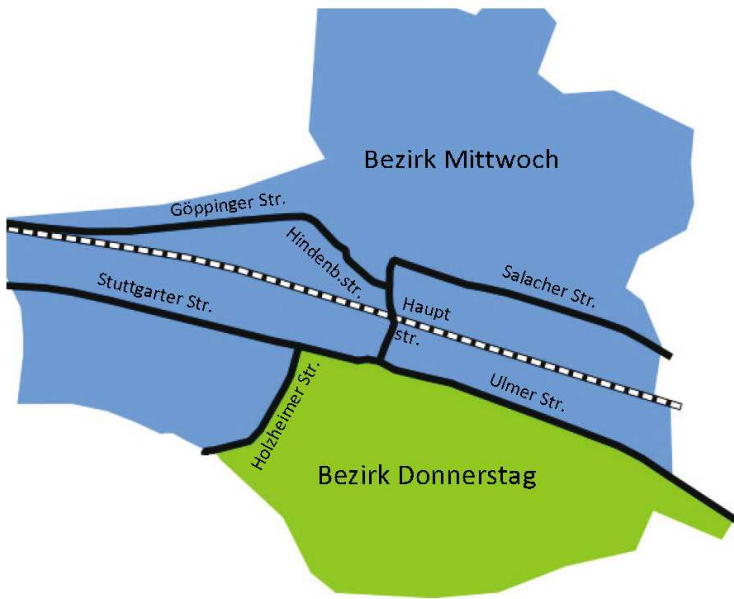 Bezirk Mittwoch
Göppinger Str.
Hindenb.str.
Salacher Str.
Stuttgarter Str.
Haupt
str.
Holzheimer Str.
Ulmer Str.
Bezirk Donnerstag